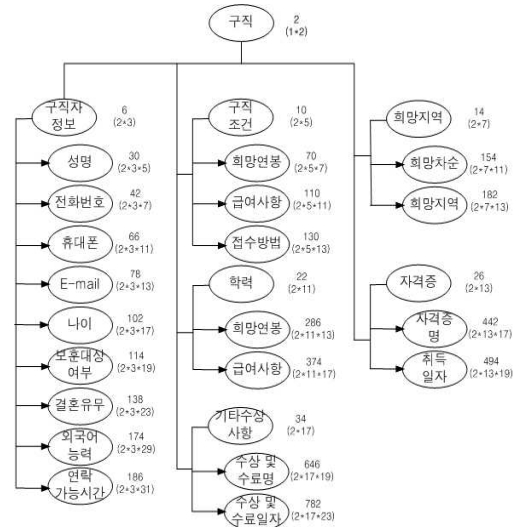 구직
2
(1*2)
구직자
정보
6
(2*3)
성명
30
(2*3*5)
전화번호
42
(2*3*7)
휴대폰
66
(2*3*11)
E-mail
78
(2*3*13)
나이
102
(2*3*17)
보훈대상
여부
114
(2*3*19)
결혼유무
138
(2*3*23)
외국어
능력
174
(2*3*29)
연락
가능시간
186
(2*3*31)
구직
조건
10
(2*5)
희망연봉
70
(2*5*7)
급여사항
110
(2*5*11)
접수방법
130
(2*5*13)
학력
22
(2*11)
희망연봉
286
(2*11*13)
급여사항
374
(2*11*17)
기타수상
사항
34
(2*17)
수상 및
수료명
646
(2*17*19)
수상 및
수료일자
782
(2*17*23)
희망지역
14
(2*7)
희망차순
154
(2*7*11)
희망지역
182
(2*7*13)
자격증
26
(2*13)
자격증
명
442
(2*13*17)
취득
일자
494
(2*13*19)